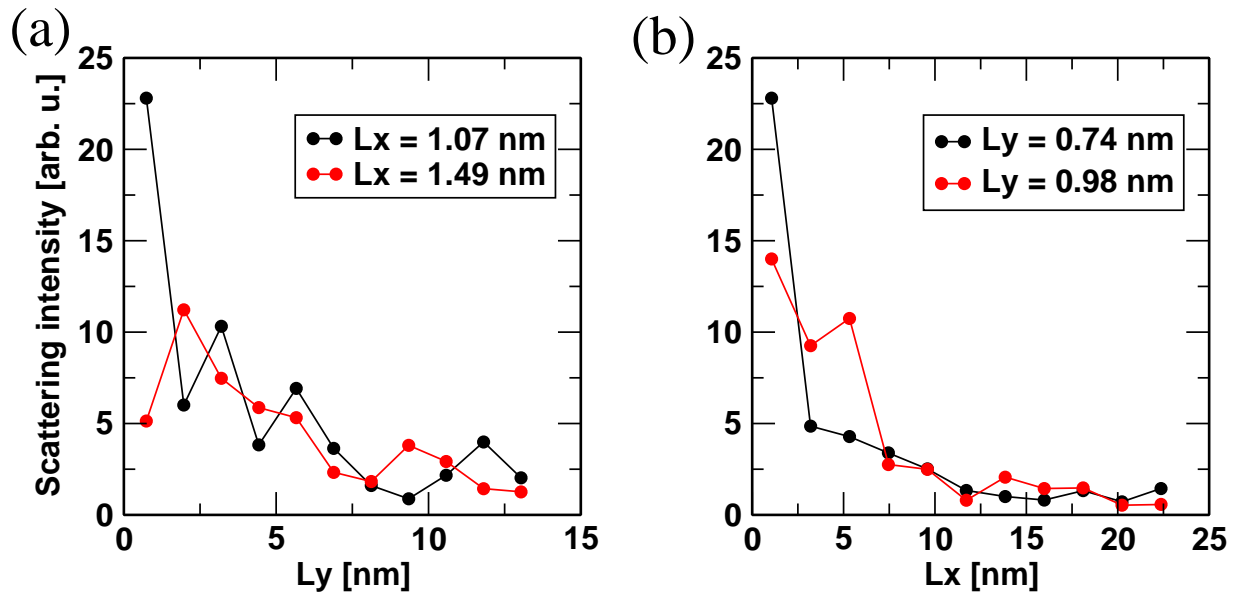 (a)
(b)
Scattering intensity [arb. u.]
25
20
15
10
5
0
Lx = 1.07 nm
Lx = 1.49 nm
0 5 10 15
Ly [nm]
25
20
15
10
5
0
Ly = 0.74 nm
Ly = 0.98 nm
0 5 10 15 20 25
Lx [nm]